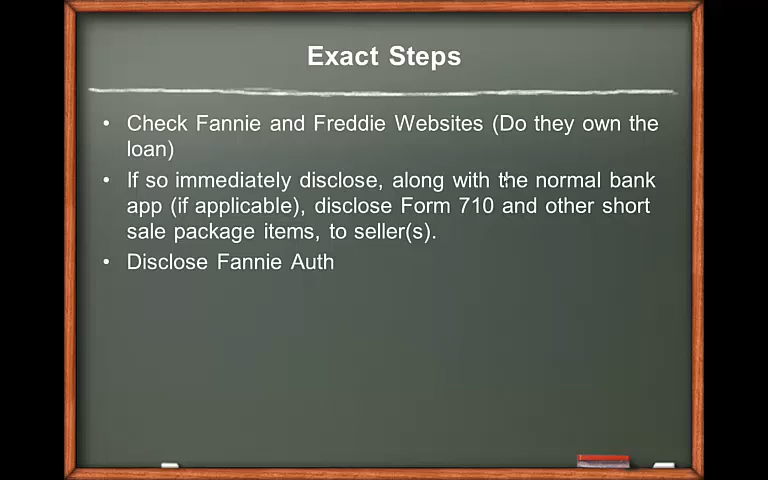 Exact Steps
• Check Fannie and Freddie Websites (Do they own the
loan)
• If so immediately disclose, along with the normal bank
app (if applicable), disclose Form 710 and other short
sale package items, to seller(s).
• Disclose Fannie Auth